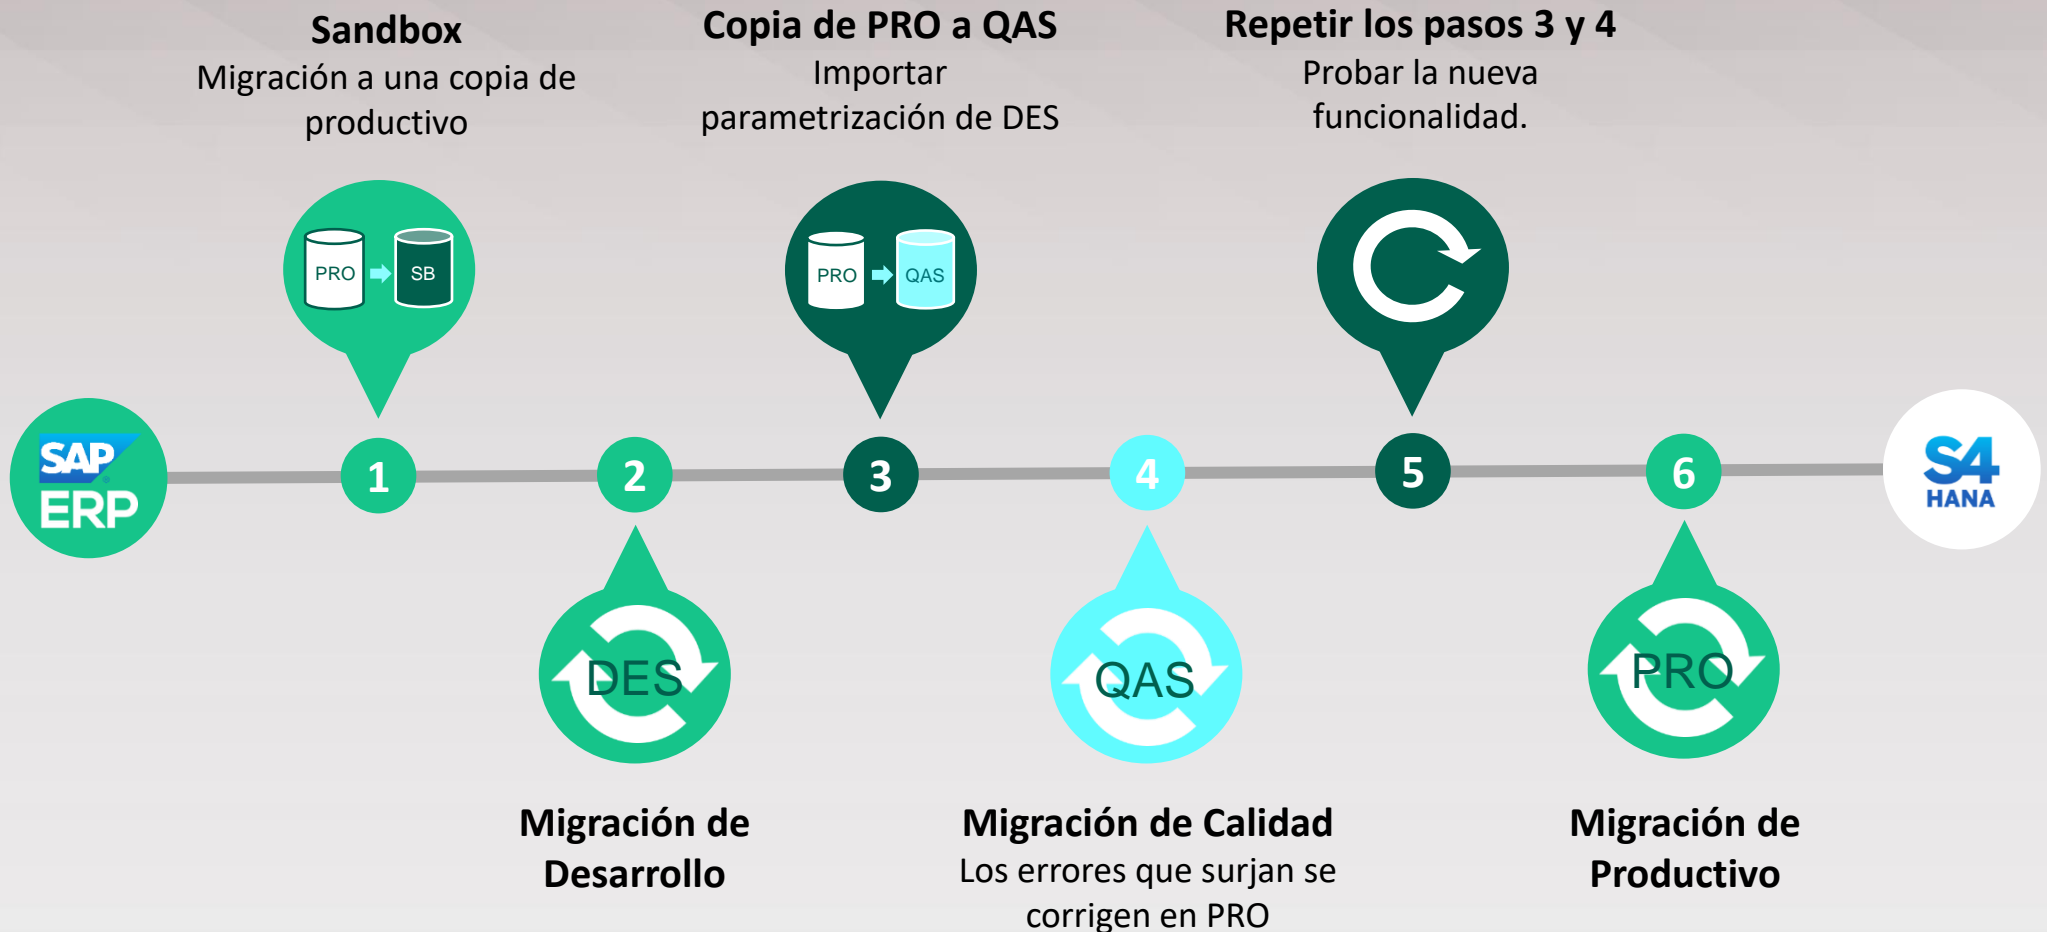 Sandbox
Migración a una copia de
productivo
Copia de PRO a QAS
Importar
parametrización de DES
Repetir los pasos 3 y 4
Probar la nueva
funcionalidad.
PRO
SB
PRO
QAS
SAP
ERP
1
2
3
4
5
6
S4
HANA
DES
QAS
PRO
Migración de
Desarrollo
Migración de Calidad
Los errores que surjan se
corrigen en PRO
Migración de
Productivo